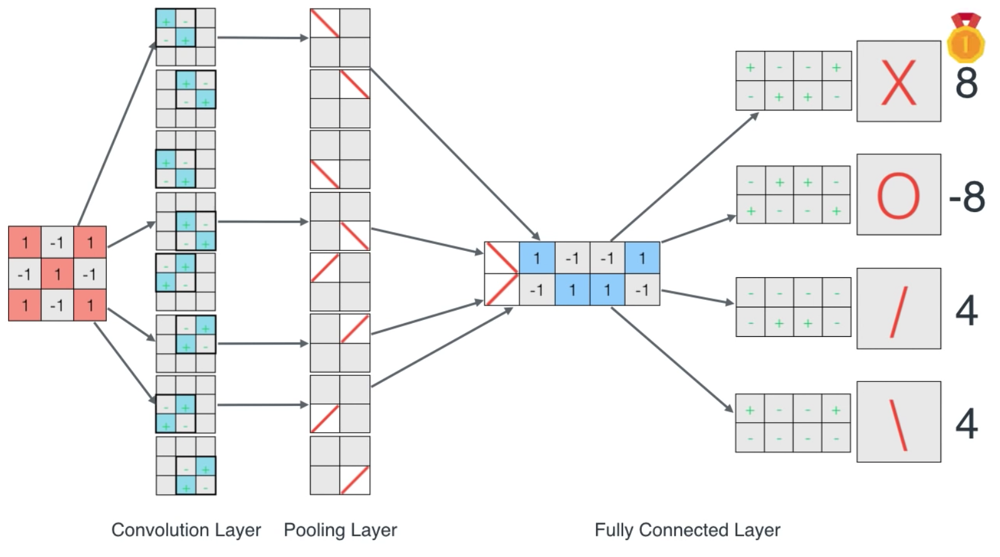 + -
- +
+ -
- +
+ -
- +
+ -
- +
- +
+ -
- +
+ -
- +
+ -
- +
+ -
1 -1 1
-1 1 -1
1 -1 1
1 -1 -1 1
-1 1 1 -1
+ - - +
- + + -
X
1
8
- + + -
+ - - +
O
-8
- - - -
- + + -
/
4
+ - - +
- - - -
\
4
Convolution Layer
Pooling Layer
Fully Connected Layer